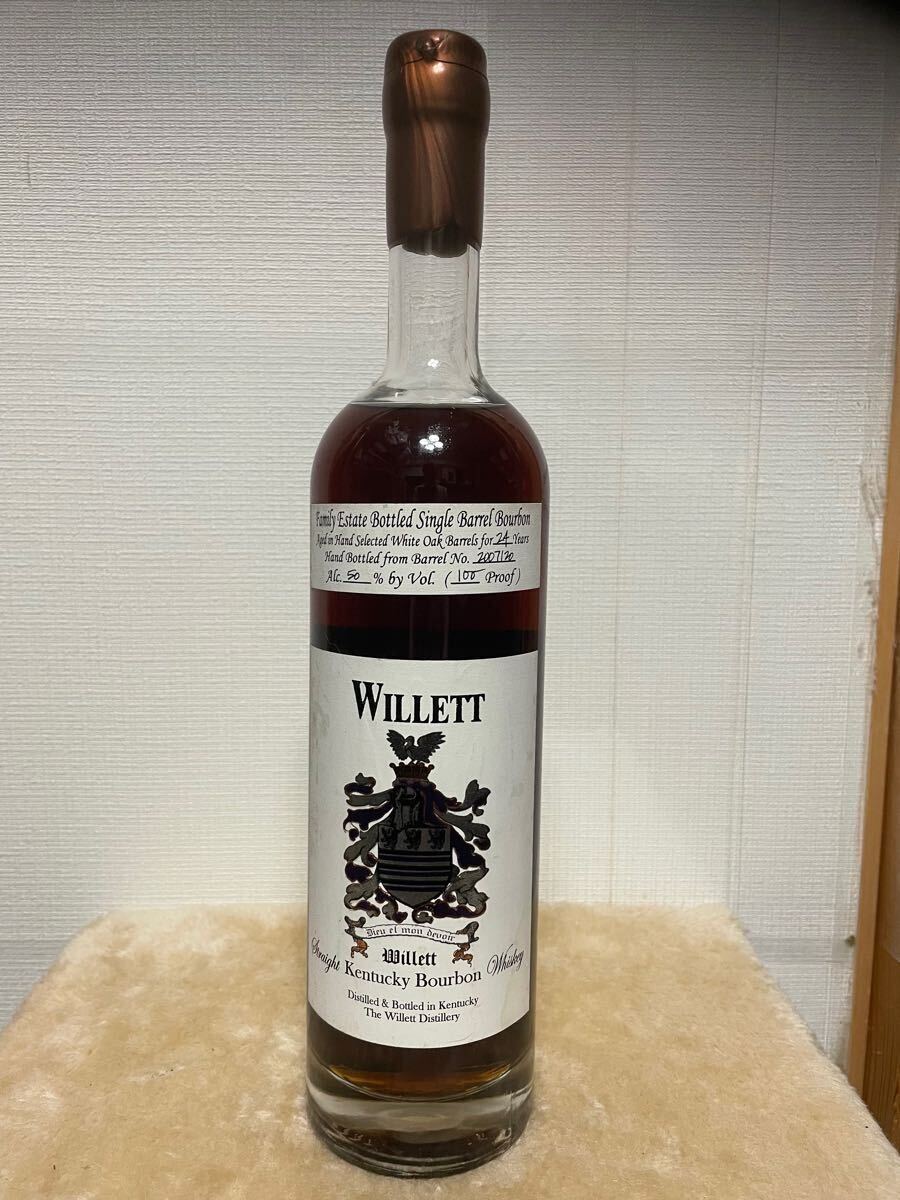 Family Estate Bottled Single Barrel Bourbon
Aged in Hand Selected White Oak Barrels for 24 Years
Hand Bottled from Barrel No. 2007120
Alc. 50 % by Vol. ( 100 Proof )
WILLETT
Dieu et mon devoir
Willett
Straight Kentucky Bourbon Whiskey
Distilled & Bottled in Kentucky
The Willett Distillery